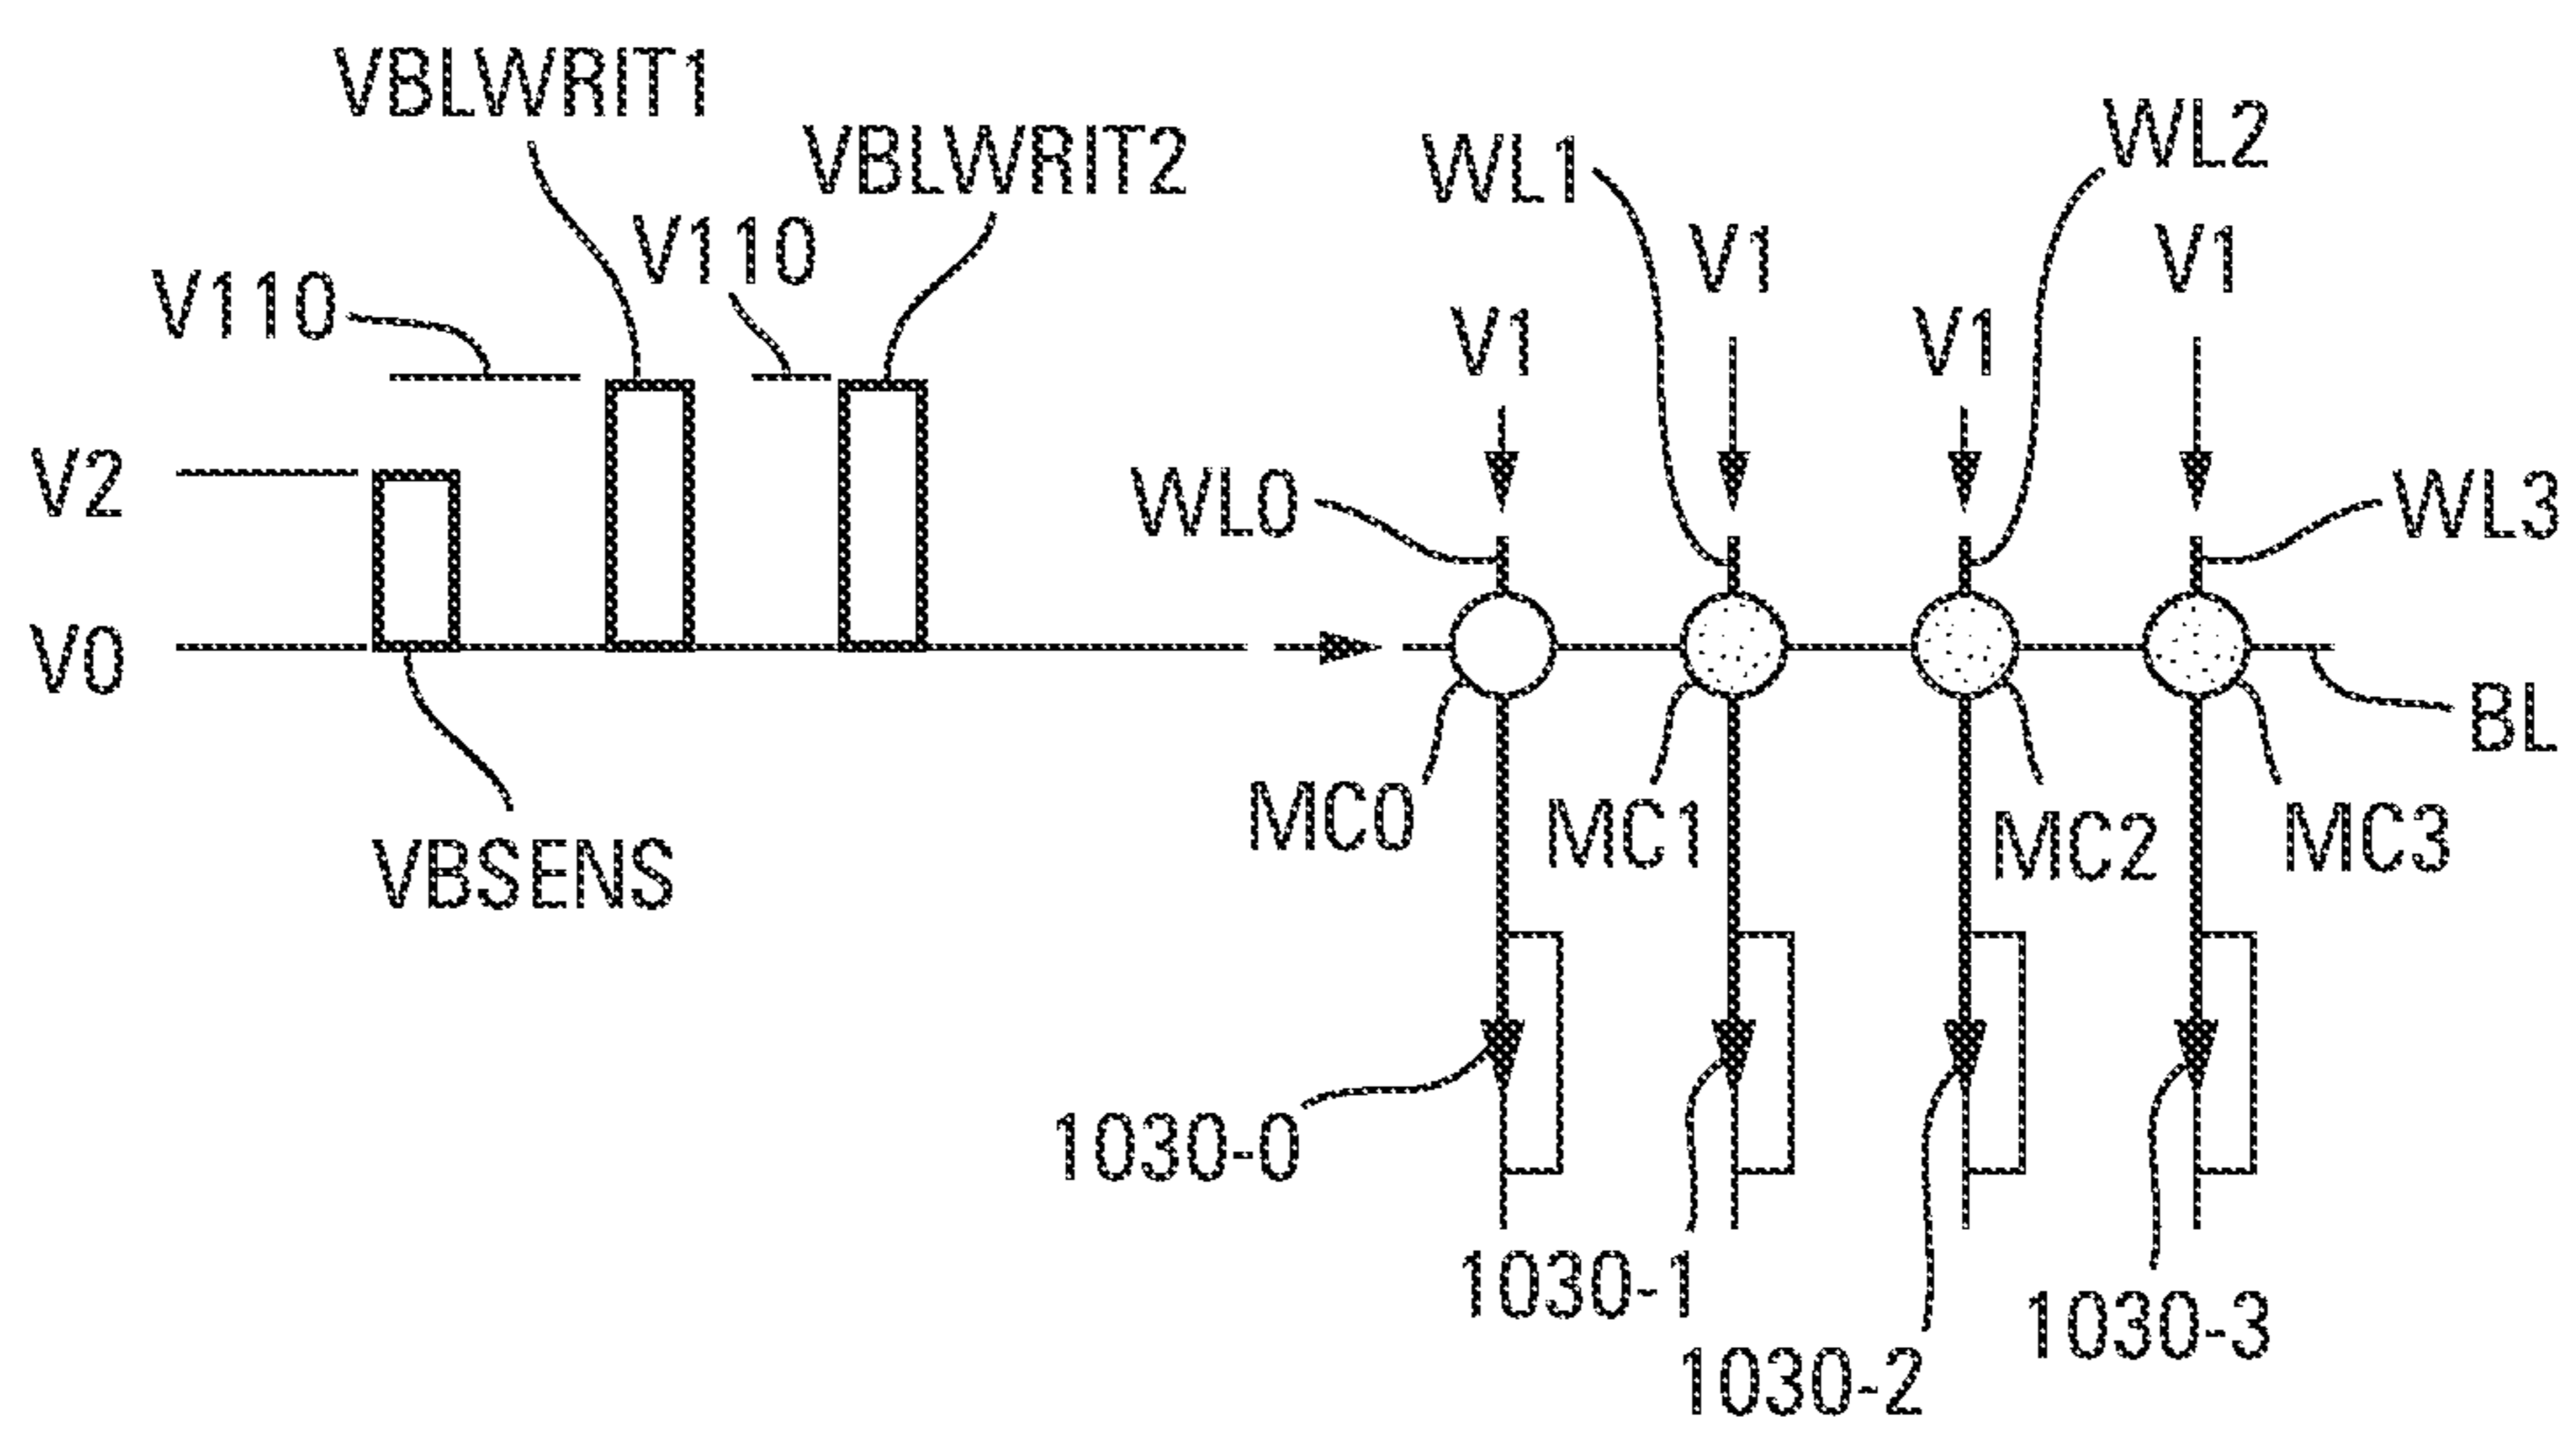 VBLWRIT1
VBLWRIT2
V110
V110
V2
V0
VBSENS
WL1
WL2
V1
V1
V1
V1
WL0
WL3
BL
MC0
MC1
MC2
MC3
1030-0
1030-1
1030-2
1030-3